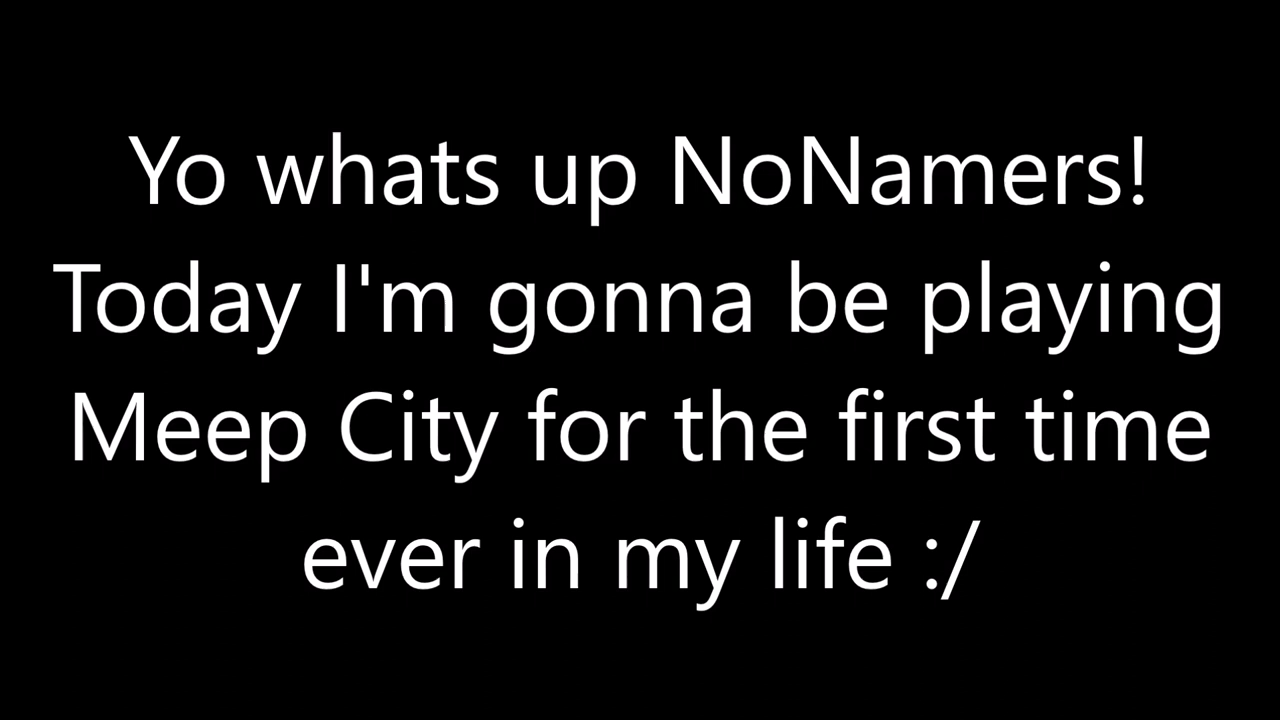 Yo whats up NoNamers!
Today I'm gonna be playing
Meep City for the first time
ever in my life :/